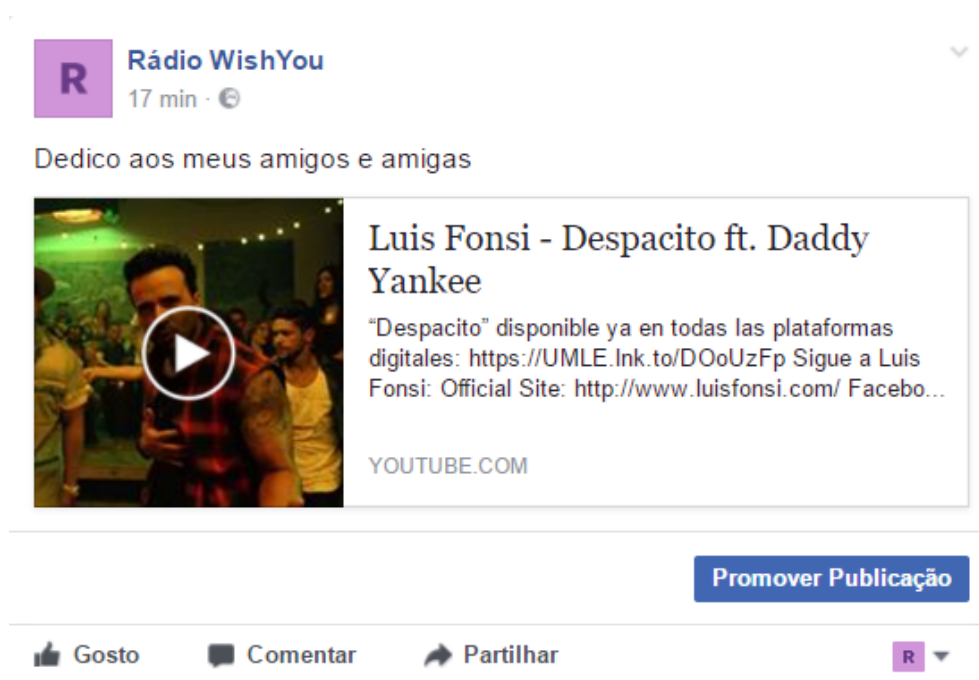 R
Rádio WishYou
17 min ·
Dedico aos meus amigos e amigas
Luis Fonsi - Despacito ft. Daddy
Yankee
“Despacito” disponible ya en todas las plataformas
digitales: https://UMLE.lnk.to/DOoUzFp Sigue a Luis
Fonsi: Official Site: http://www.luisfonsi.com/ Facebo...
YOUTUBE.COM
Promover Publicação
Gosto Comentar Partilhar R